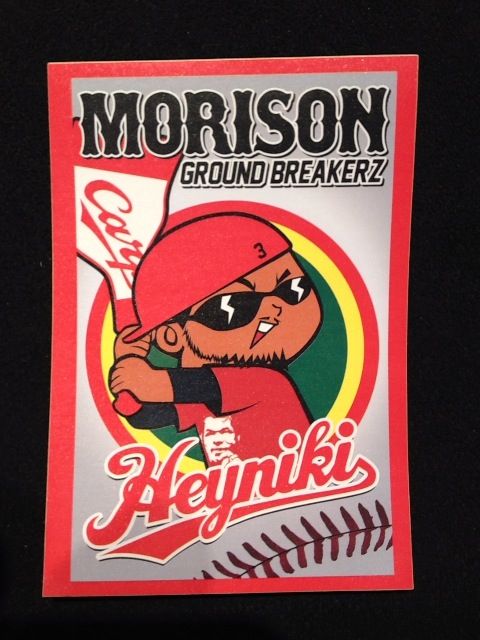 MORISON
GROUND BREAKERZ
Carp
3
Heyniki